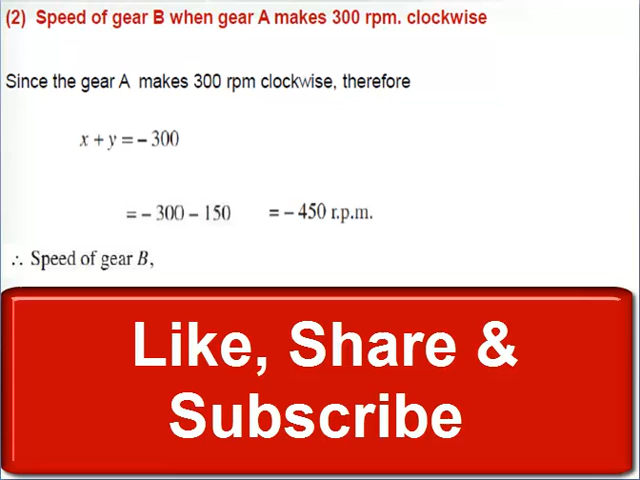 (2) Speed of gear B when gear A makes 300 rpm. clockwise
Since the gear A makes 300 rpm clockwise, therefore
x + y = – 300
= – 300 – 150 = – 450 r.p.m.
∴ Speed of gear B,
Like, Share &
Subscribe